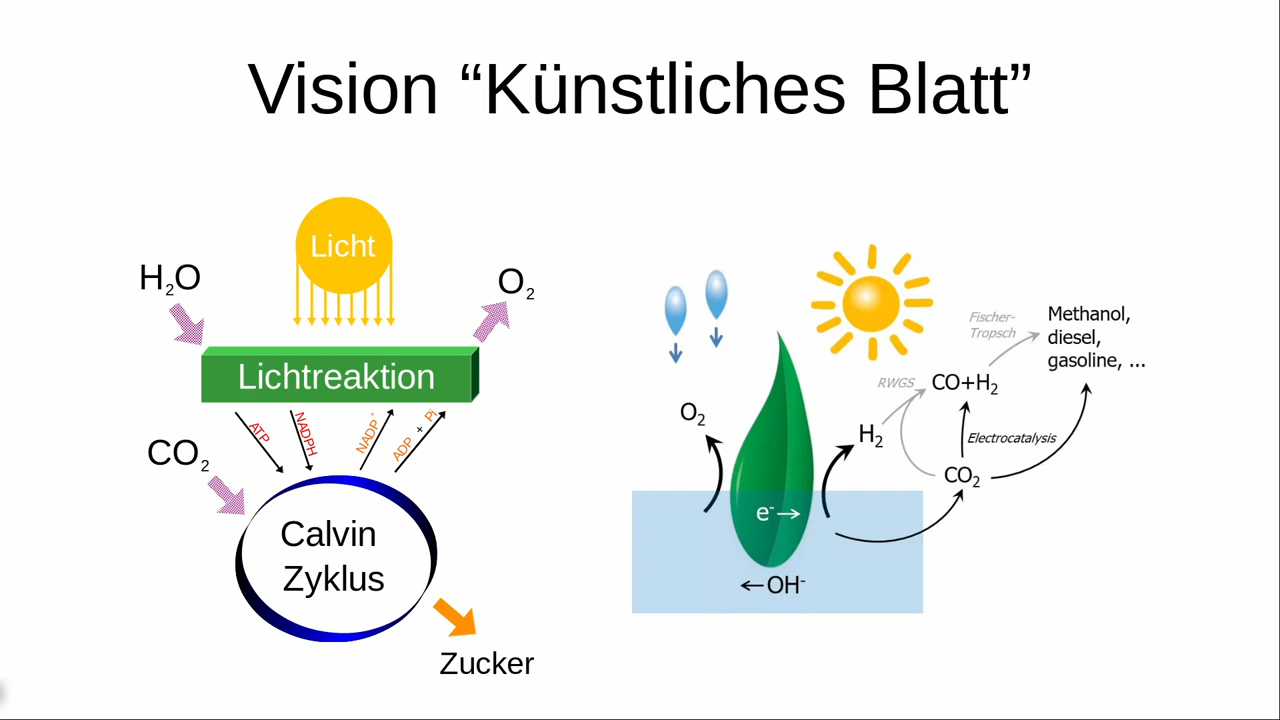 Vision “Künstliches Blatt”
Licht
H₂O
O₂
Lichtreaktion
ATP
NADPH
NADP⁺
ADP + Pi
CO₂
Calvin
Zyklus
Zucker
Fischer-
Tropsch
Methanol,
diesel,
gasoline, ...
RWGS
CO+H₂
O₂
H₂
Electrocatalysis
CO₂
e⁻→
←OH⁻